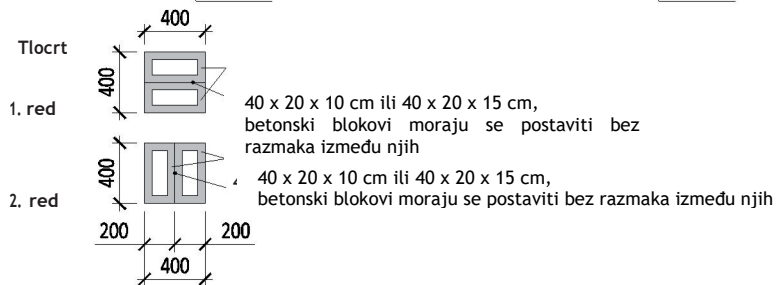 400
Tlocrt
400
1. red
40 x 20 x 10 cm ili 40 x 20 x 15 cm,
betonski blokovi moraju se postaviti bez
razmaka između njih
400
40 x 20 x 10 cm ili 40 x 20 x 15 cm,
2. red
betonski blokovi moraju se postaviti bez razmaka između njih
200
200
400